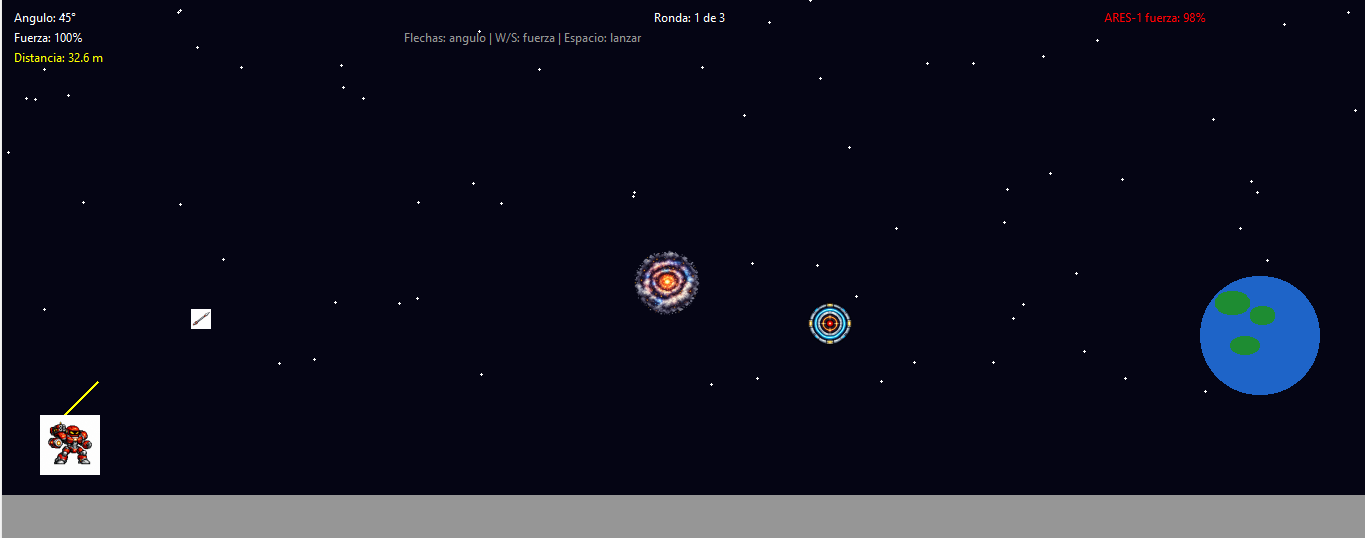 Angulo: 45°
Ronda: 1 de 3
ARES-1 fuerza: 98%
Fuerza: 100%
Flechas: angulo | W/S: fuerza | Espacio: lanzar
Distancia: 32.6 m